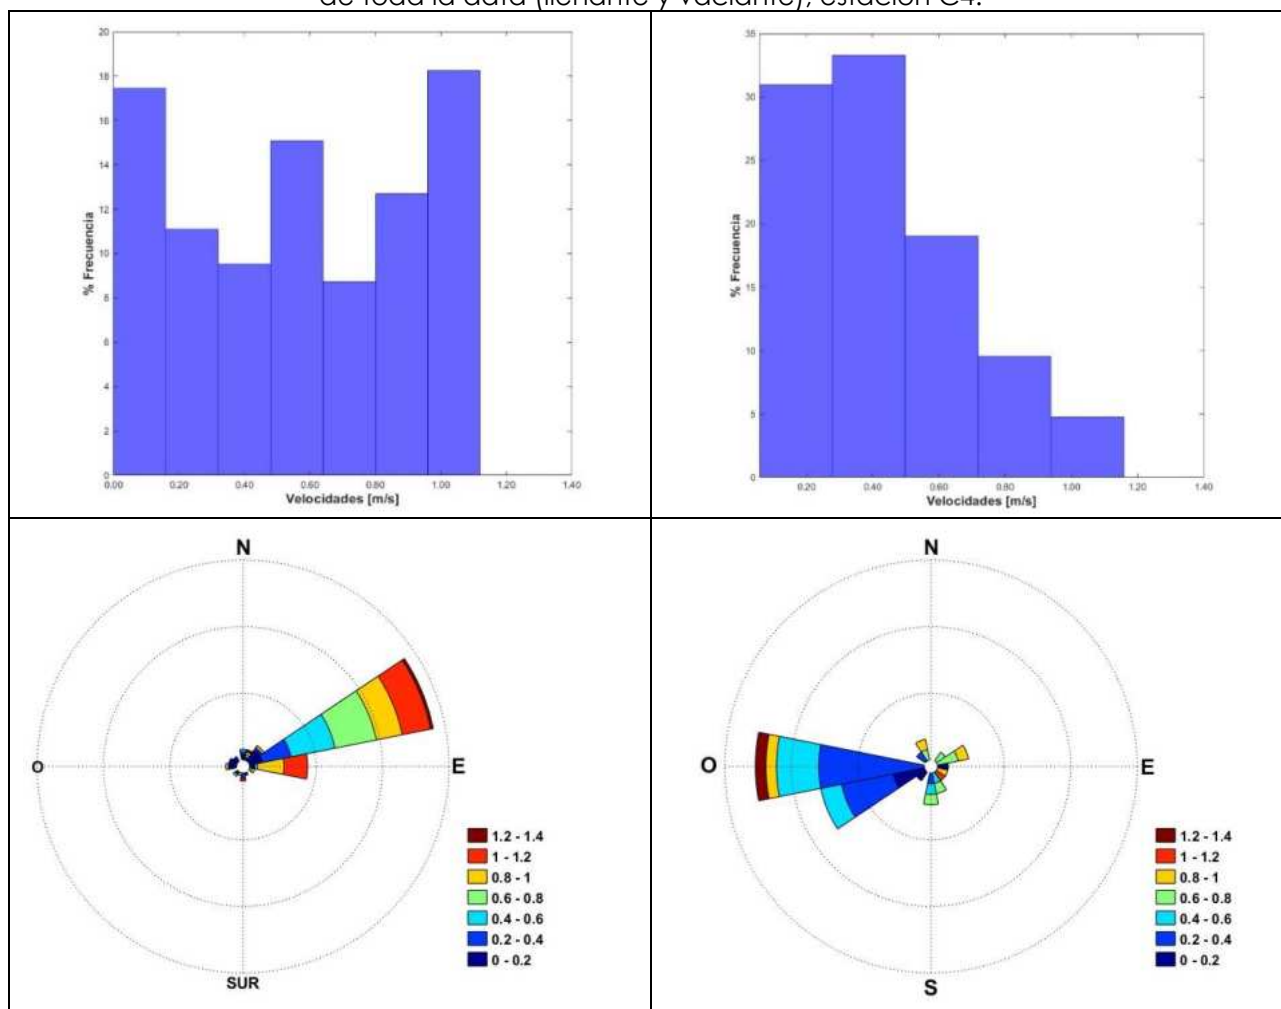 de toda la data (llenante y vaciante), estación C4.
20
18
16
14
12
10
8
6
4
2
0
% Frecuencia
0.00 0.20 0.40 0.60 0.80 1.00 1.20 1.40
Velocidades [m/s]
35
30
25
20
15
10
5
0
% Frecuencia
0.20 0.40 0.60 0.80 1.00 1.20 1.40
Velocidades [m/s]
N
O
E
SUR
1.2 - 1.4
1 - 1.2
0.8 - 1
0.6 - 0.8
0.4 - 0.6
0.2 - 0.4
0 - 0.2
N
O
E
S
1.2 - 1.4
1 - 1.2
0.8 - 1
0.6 - 0.8
0.4 - 0.6
0.2 - 0.4
0 - 0.2